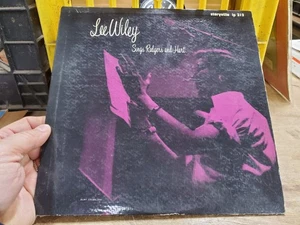 storyville lp 312
Lee Wiley
Sings Rodgers and Hart